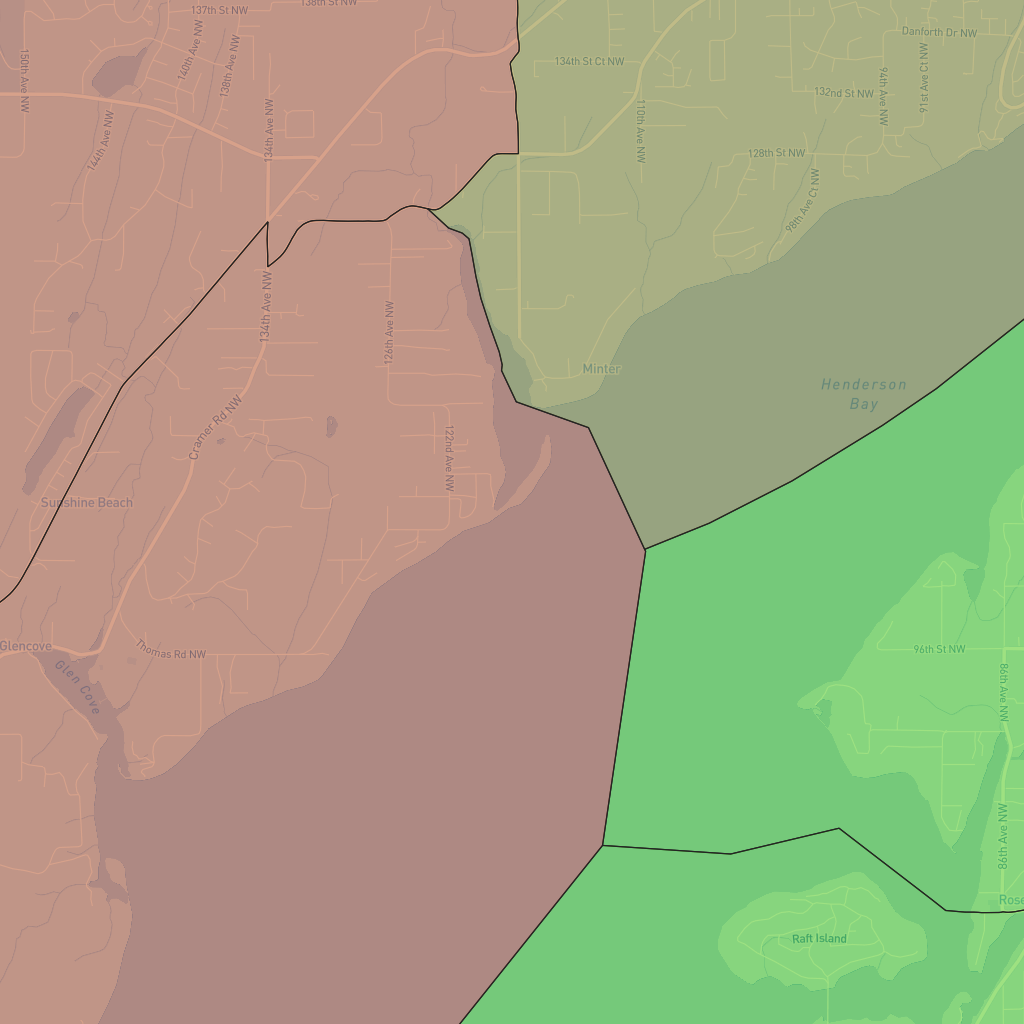 137th St NW
138th St NW
Danforth Dr NW
150th Ave NW
140th Ave NW
138th Ave NW
134th St Ct NW
94th Ave NW
91st Ave Ct NW
132nd St NW
144th Ave NW
134th Ave NW
110th Ave NW
128th St NW
98th Ave Ct NW
134th Ave NW
126th Ave NW
Minter
Henderson
Bay
Cramer Rd NW
122nd Ave NW
Sunshine Beach
Glencove
Thomas Rd NW
96th St NW
Glen Cove
86th Ave NW
86th Ave NW
Rose
Raft Island